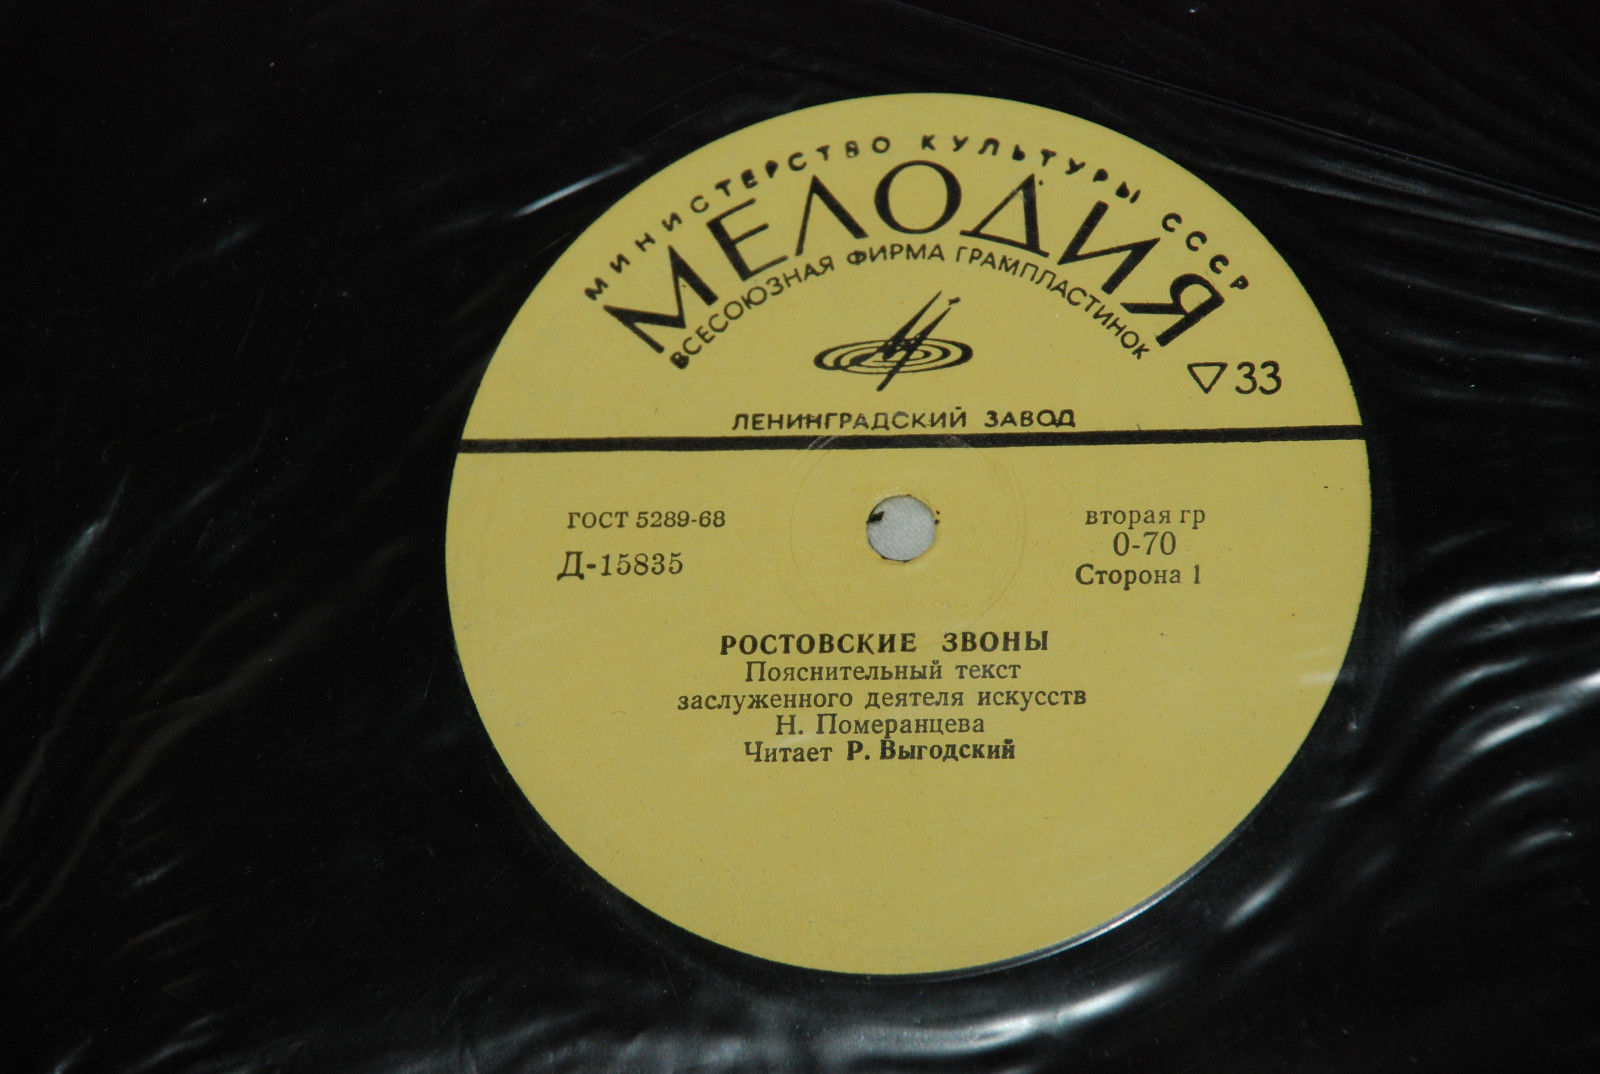 МИНИСТЕРСТВО КУЛЬТУРЫ СССР
МЕЛОДИЯ
ВСЕСОЮЗНАЯ ФИРМА ГРАМПЛАСТИНОК
▽33
ЛЕНИНГРАДСКИЙ ЗАВОД
ГОСТ 5289-68
Д-15835
вторая гр
0-70
Сторона 1
РОСТОВСКИЕ ЗВОНЫ
Пояснительный текст
заслуженного деятеля искусств
Н. Померанцева
Читает Р. Выгодский